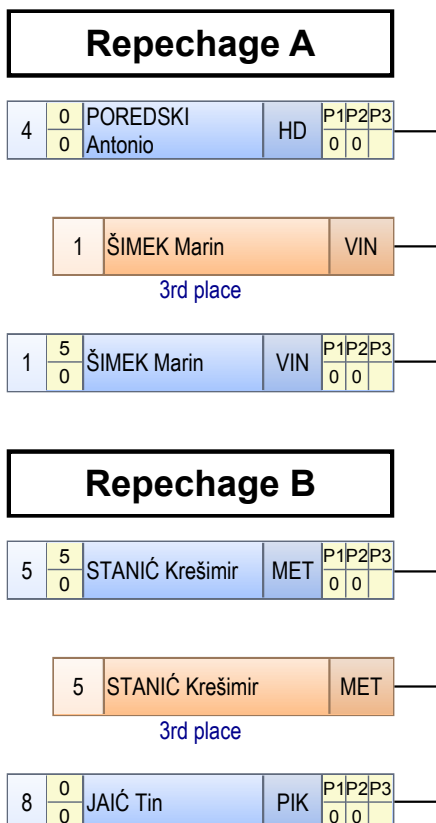 Repechage A
4 0 0 POREDSKI Antonio HD P1 P2 P3 0 0
1 ŠIMEK Marin VIN
3rd place
1 5 0 ŠIMEK Marin VIN P1 P2 P3 0 0
Repechage B
5 5 0 STANIĆ Krešimir MET P1 P2 P3 0 0
5 STANIĆ Krešimir MET
3rd place
8 0 0 JAIĆ Tin PIK P1 P2 P3 0 0